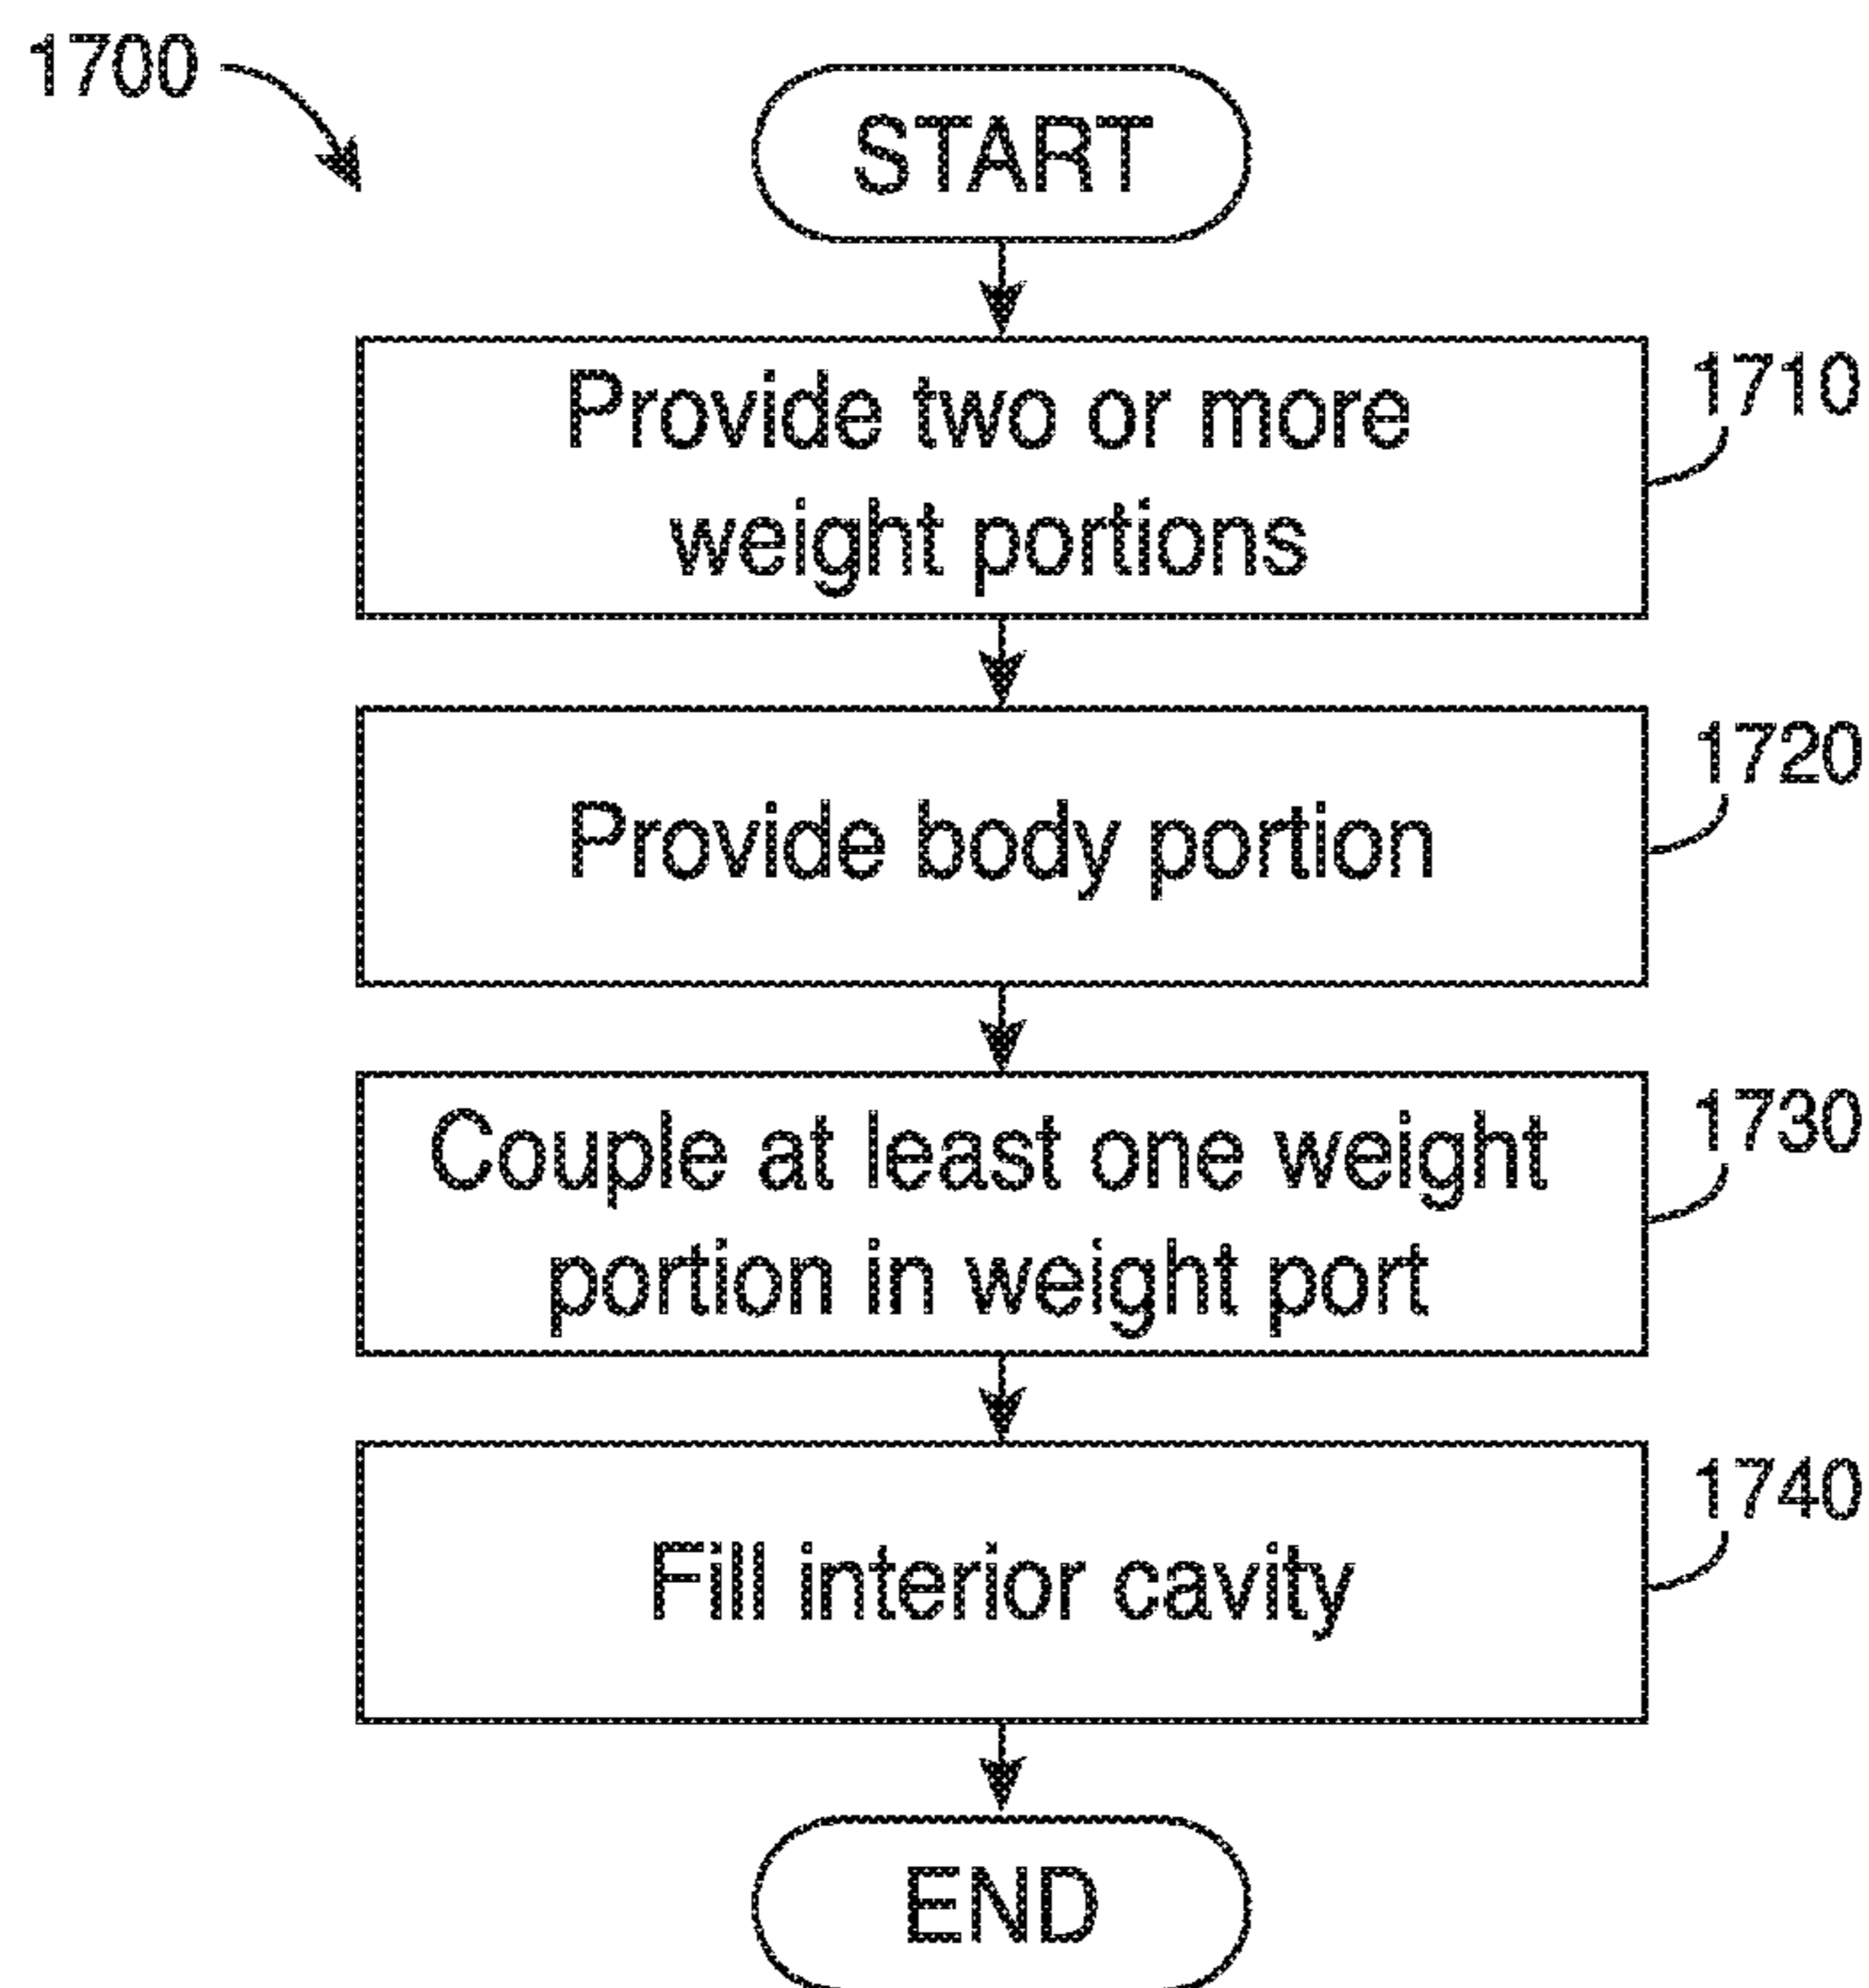 1700
START
Provide two or more
weight portions
1710
Provide body portion
1720
Couple at least one weight
portion in weight port
1730
Fill interior cavity
1740
END